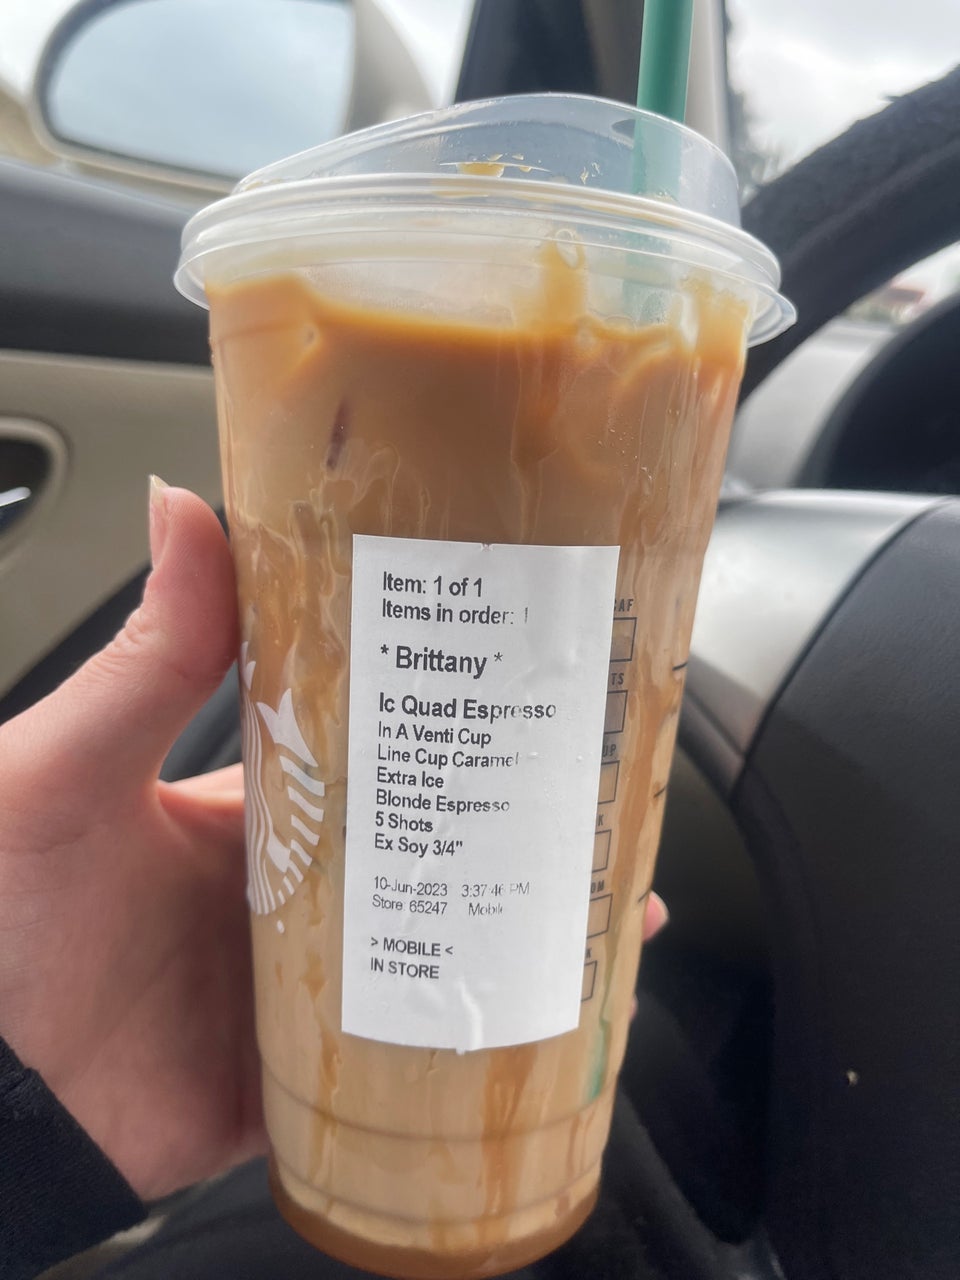 Item: 1 of 1
Items in order: 1
* Brittany *
Ic Quad Espresso
In A Venti Cup
Line Cup Caramel
Extra Ice
Blonde Espresso
5 Shots
Ex Soy 3/4"
10-Jun-2023 3:37:46 PM
Store: 65247 Mobile
> MOBILE <
IN STORE